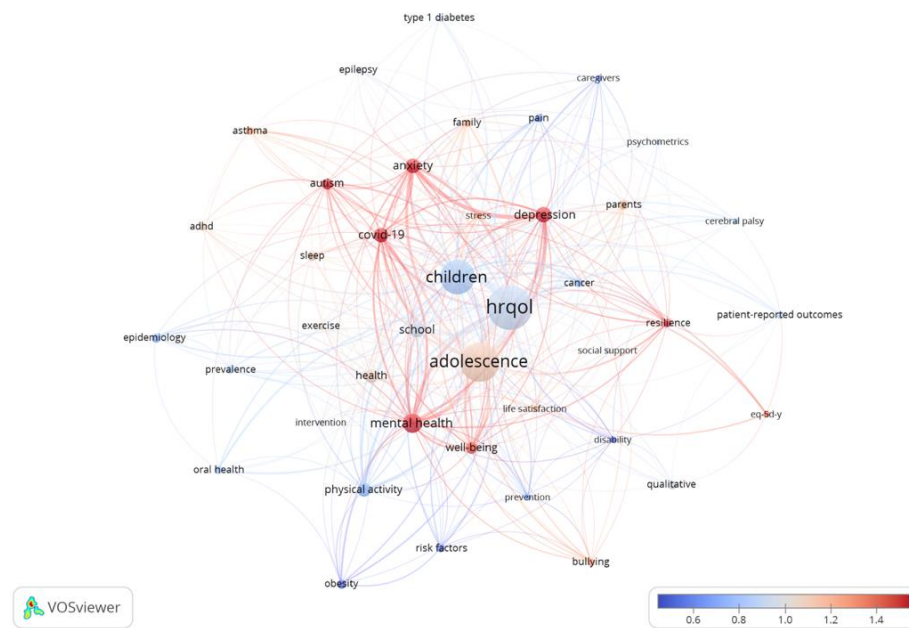 type 1 diabetes
epilepsy
caregivers
asthma
family
pain
psychometrics
anxiety
autism
adhd
stress
depression
parents
cerebral palsy
covid-19
sleep
children
cancer
hrqol
patient-reported outcomes
epidemiology
exercise
school
resilience
prevalence
social support
adolescence
health
intervention
life satisfaction
eq-5d-y
mental health
well-being
disability
oral health
physical activity
prevention
qualitative
risk factors
bullying
obesity
VOSviewer
0.6 0.8 1.0 1.2 1.4